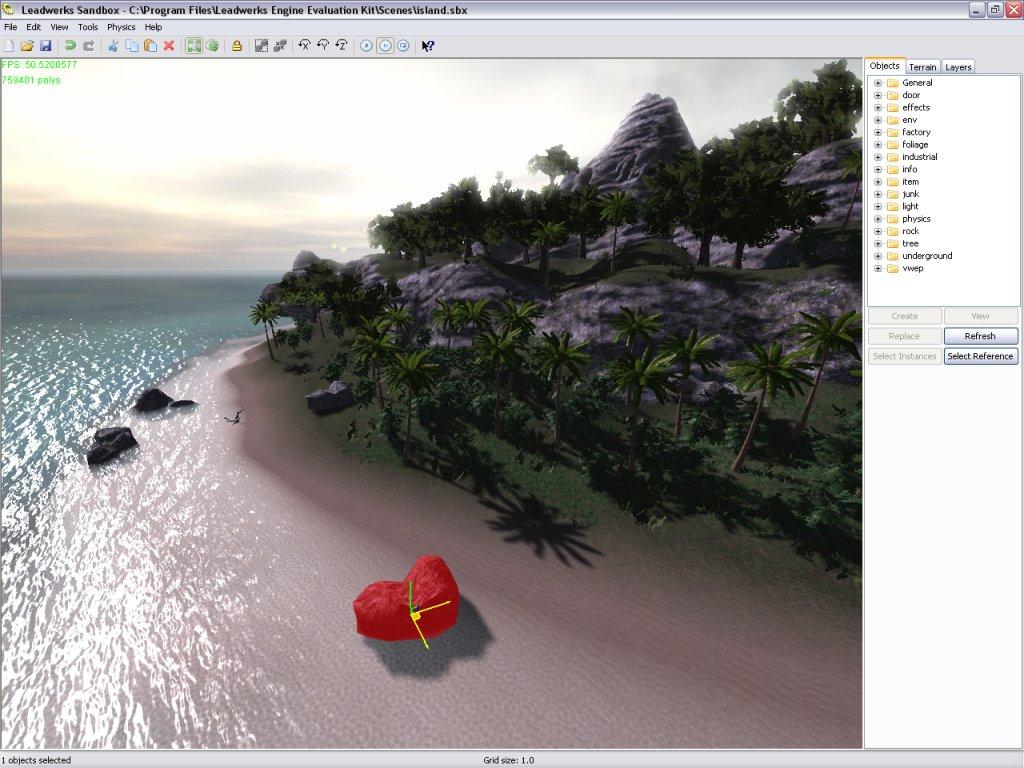 Leadwerks Sandbox - C:\Program Files\Leadwerks Engine Evaluation Kit\Scenes\island.sbx
File Edit View Tools Physics Help
X Y Z
FPS: 50.5200577
759481 polys
Objects Terrain Layers
General
door
effects
env
factory
foliage
industrial
info
item
junk
light
physics
rock
tree
underground
vwep
Create View
Replace Refresh
Select Instances Select Reference
1 objects selected Grid size: 1.0